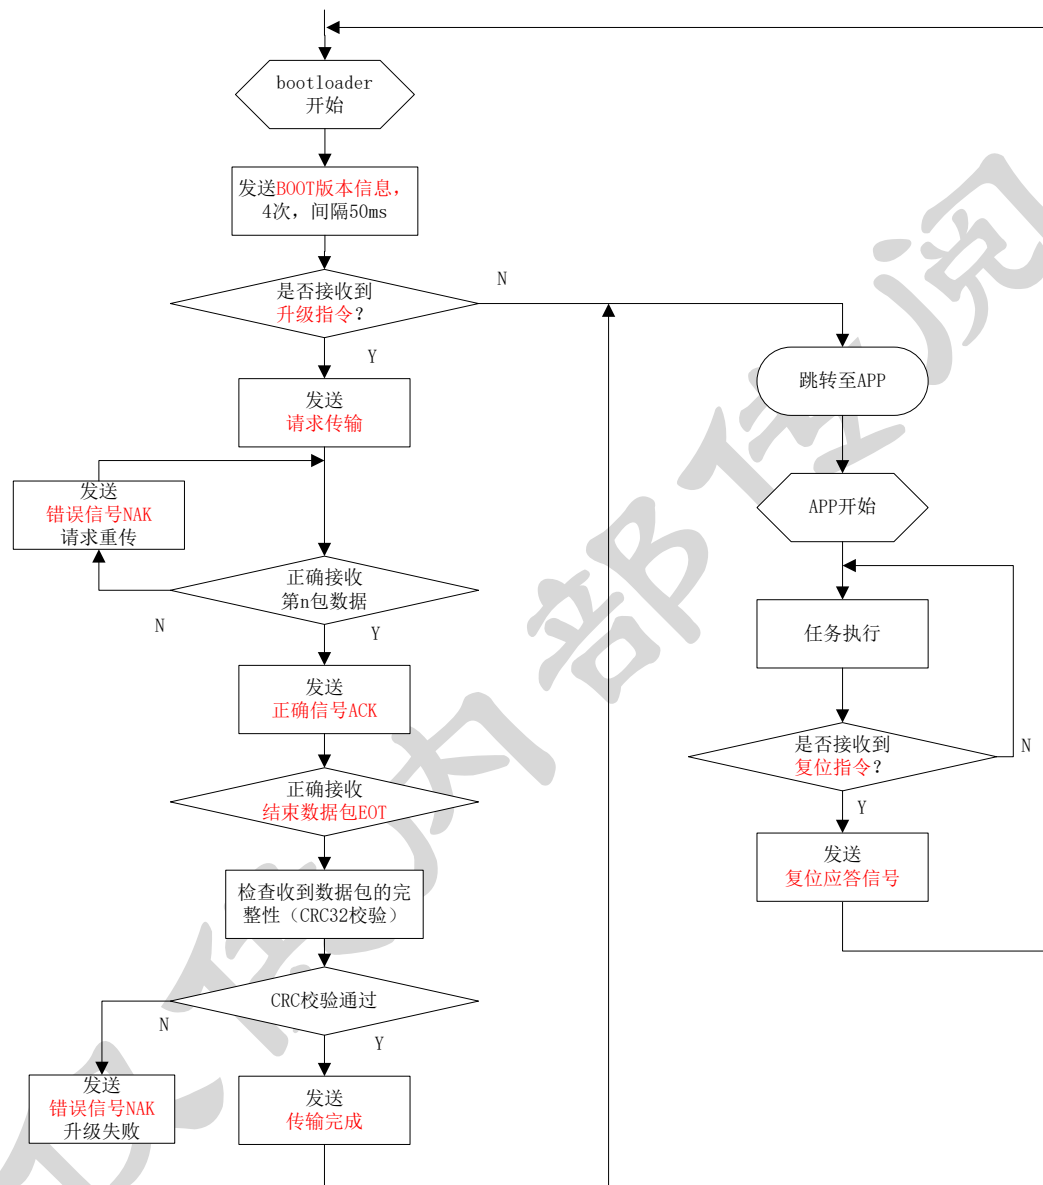 bootloader
开始
发送BOOT版本信息，
4次，间隔50ms
是否接收到
升级指令？
N
Y
发送
请求传输
发送
错误信号NAK
请求重传
正确接收
第n包数据
N
Y
发送
正确信号ACK
正确接收
结束数据包EOT
检查收到数据包的完
整性（CRC32校验）
CRC校验通过
N
Y
发送
错误信号NAK
升级失败
发送
传输完成
跳转至APP
APP开始
任务执行
是否接收到
复位指令？
N
Y
发送
复位应答信号
仅供内部传阅